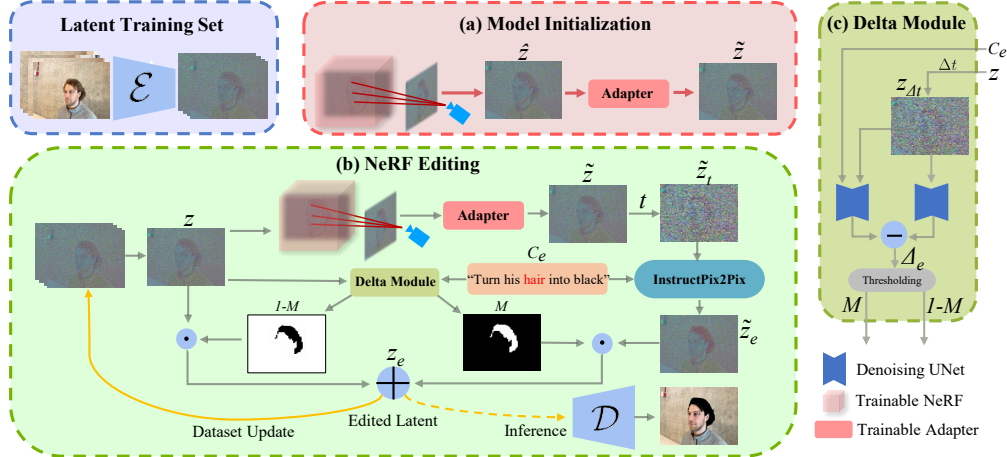 Latent Training Set
ℰ
(a) Model Initialization
ẑ
z̃
Adapter
(b) NeRF Editing
z
Adapter
z̃
t
z̃_t
C_e
Delta Module
“Turn his hair into black”
InstructPix2Pix
1-M
M
z̃_e
z_e
Edited Latent
Dataset Update
Inference
𝒟
(c) Delta Module
C_e
Δt
z
z_Δt
Δ_e
Thresholding
M
1-M
Denoising UNet
Trainable NeRF
Trainable Adapter